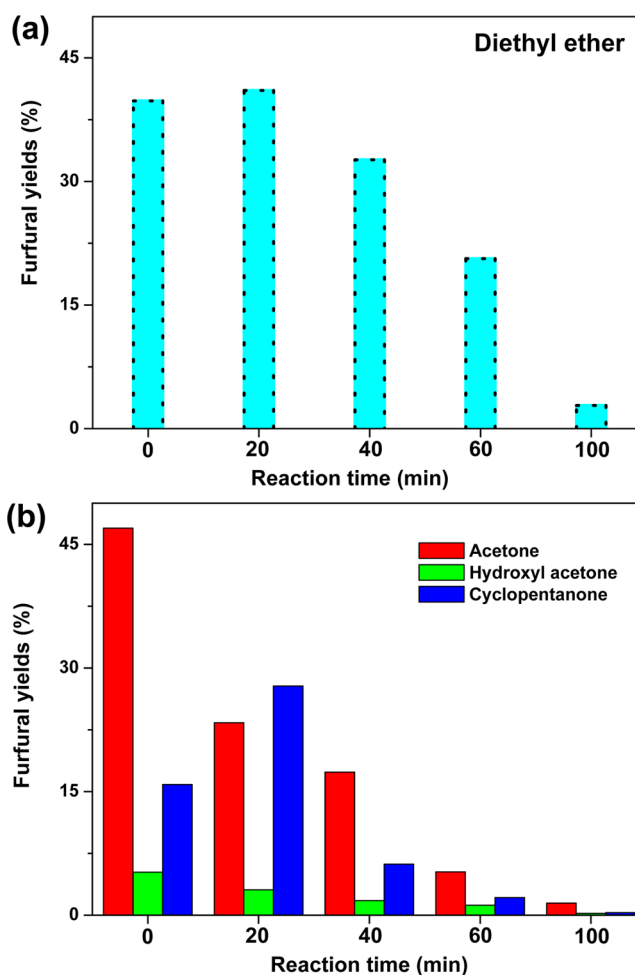 (a)
Diethyl ether
Furfural yields (%)
45
30
15
0
0 20 40 60 100
Reaction time (min)
(b)
Acetone
Hydroxyl acetone
Cyclopentanone
Furfural yields (%)
45
30
15
0
0 20 40 60 100
Reaction time (min)